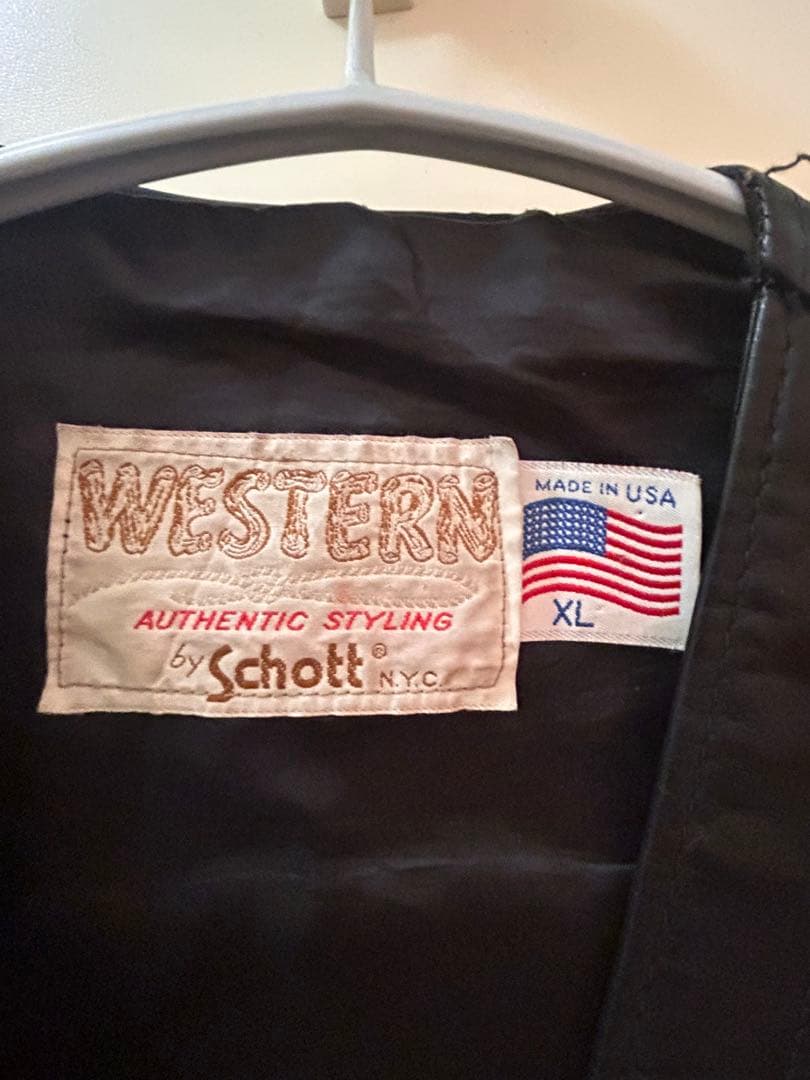 WESTERN
AUTHENTIC STYLING
by Schott® N.Y.C.
MADE IN USA
XL